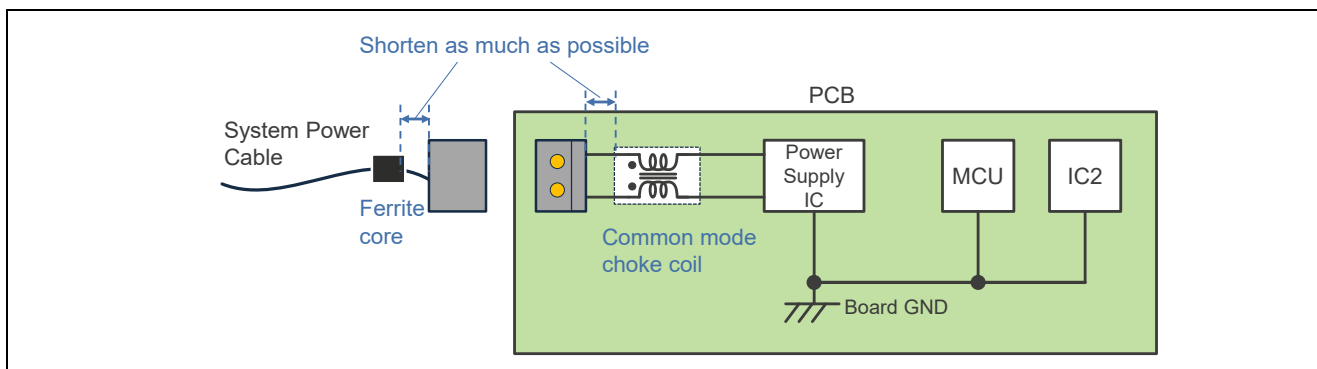 Shorten as much as possible
PCB
System Power
Cable
Ferrite
core
Power
Supply
IC
MCU
IC2
Common mode
choke coil
Board GND